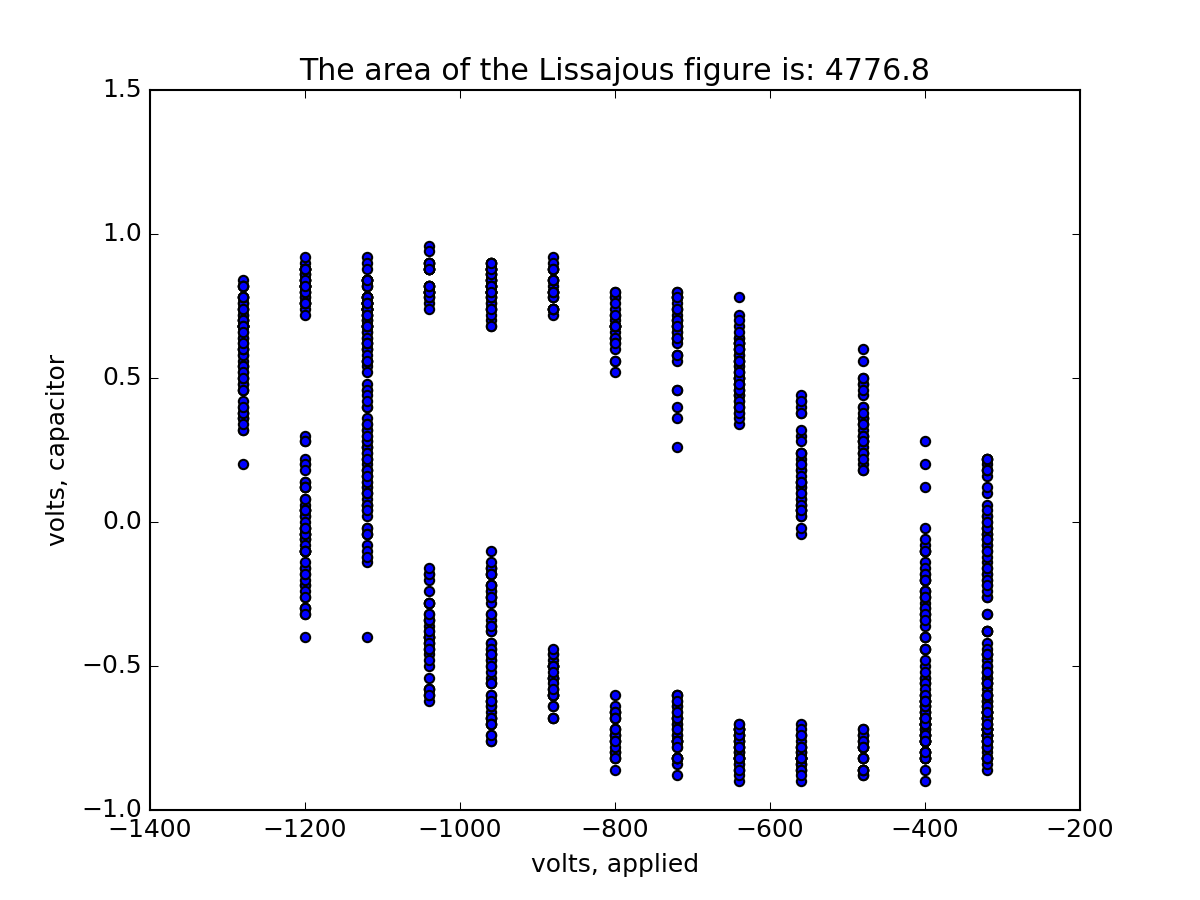 The area of the Lissajous figure is: 4776.8
1.5
1.0
0.5
0.0
−0.5
−1.0
volts, capacitor
−1400 −1200 −1000 −800 −600 −400 −200
volts, applied